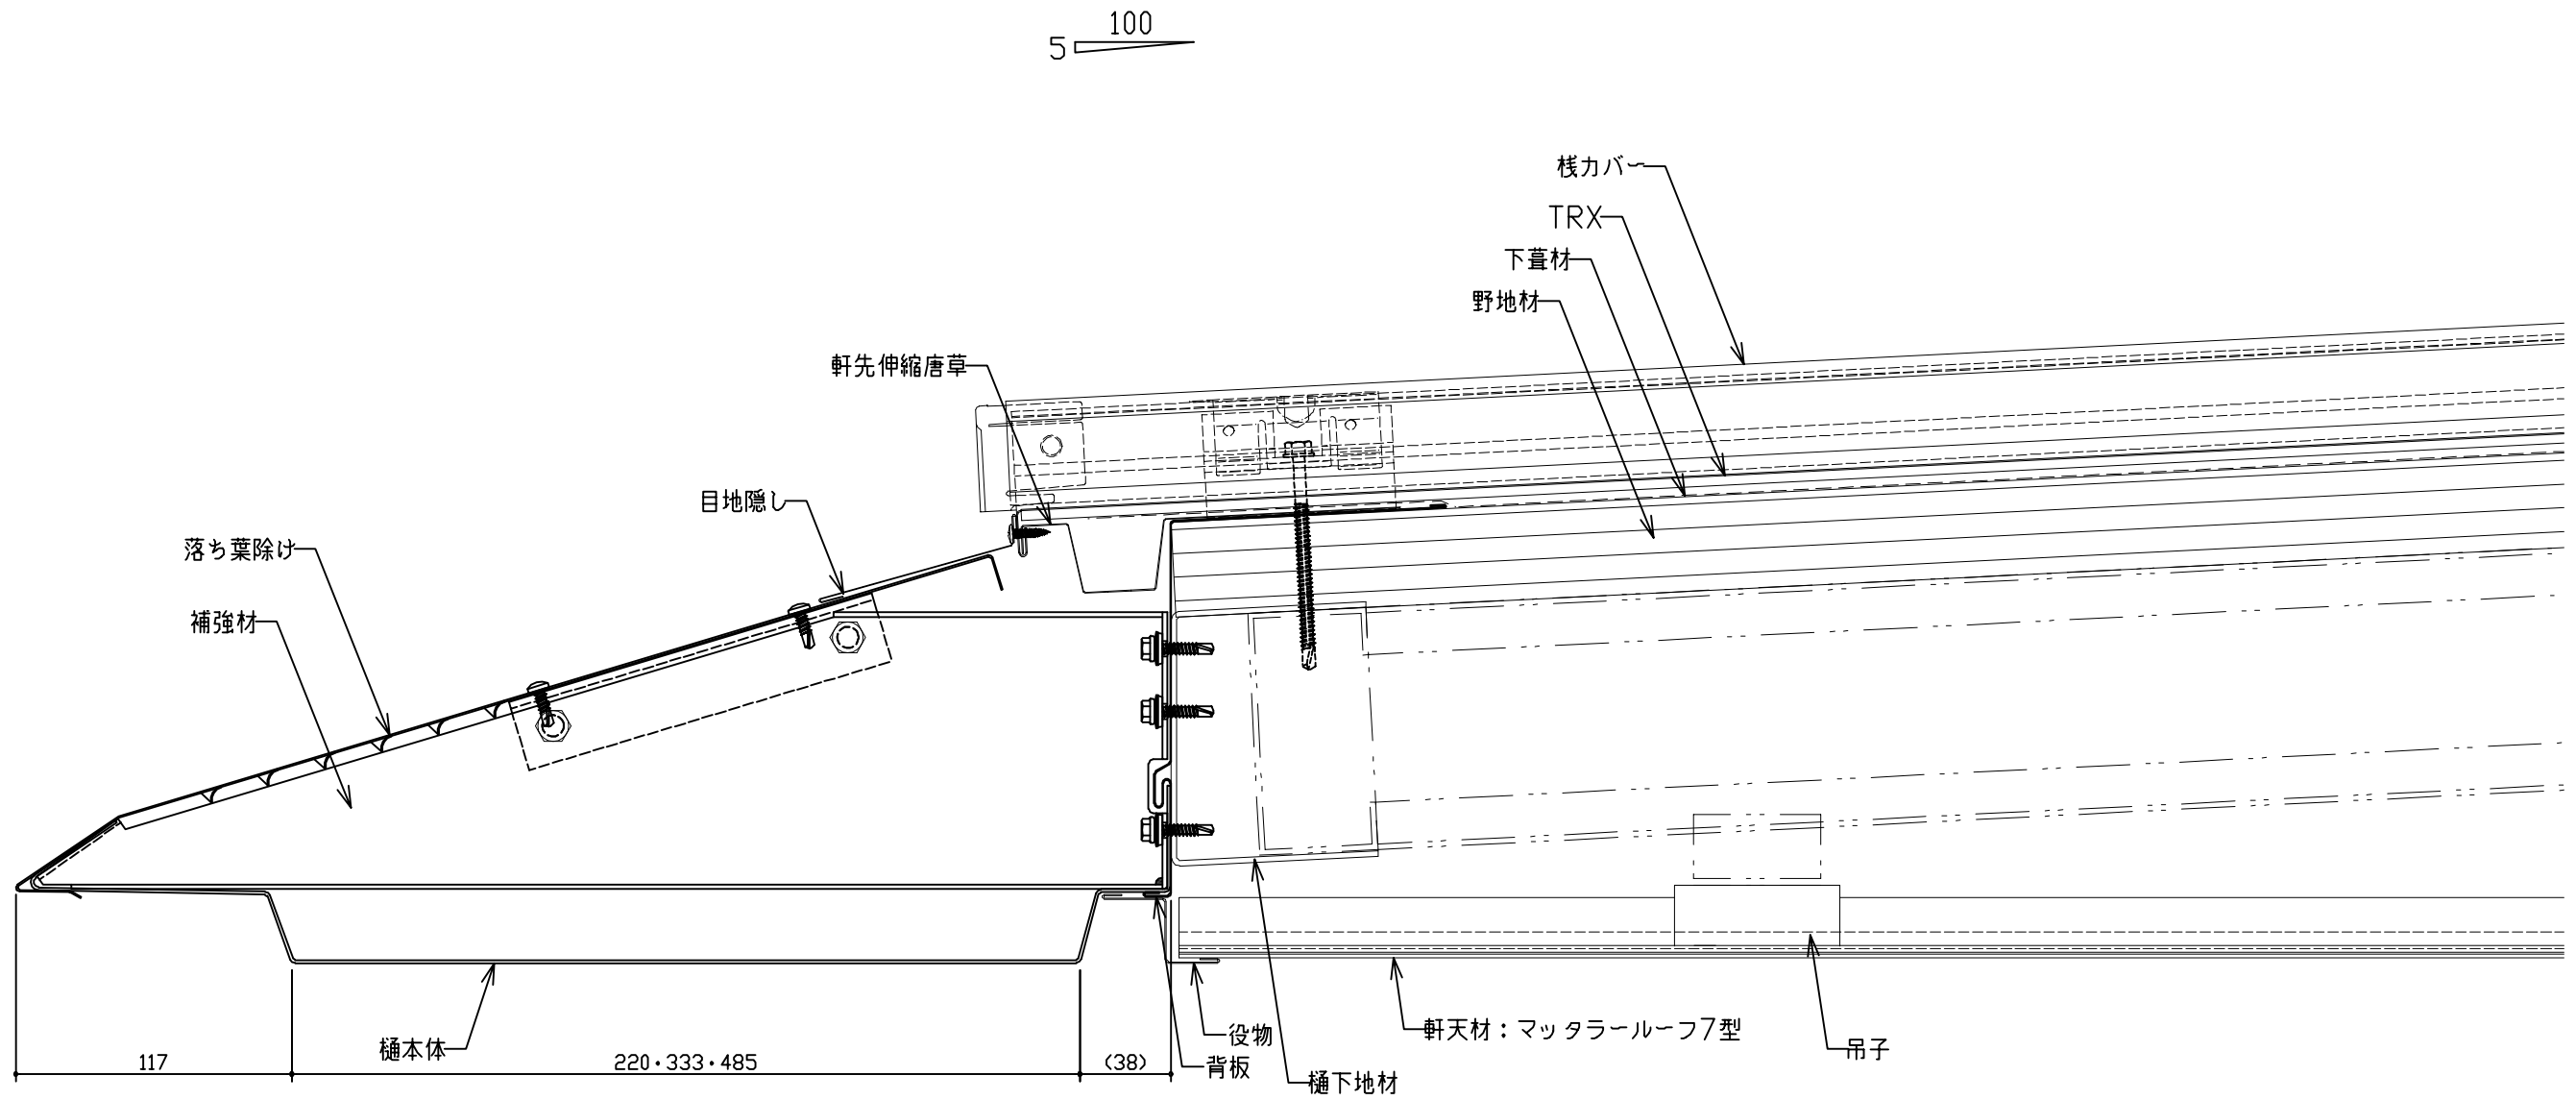 100
5
桟カバー
TRX
下葺材
野地材
軒先伸縮唐草
目地隠し
落ち葉除け
補強材
役物
軒天材：マッタラールーフ7型
樋本体
吊子
117
220・333・485
(38)
背板
樋下地材